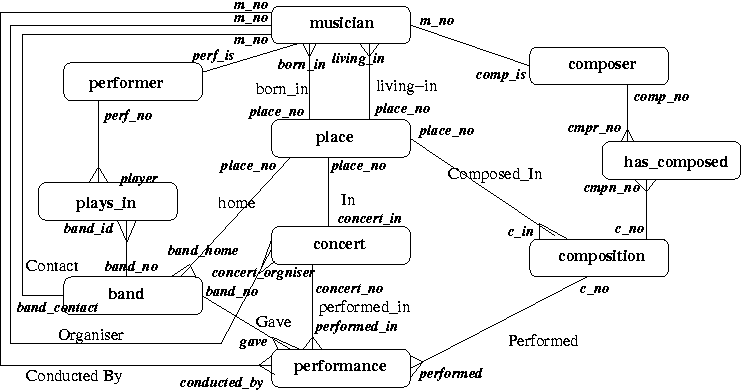 m_no
musician
m_no
m_no
m_no
perf_is
born_in
living_in
performer
composer
comp_is
born_in
living-in
comp_no
perf_no
place_no
place_no
place
place_no
cmpr_no
has_composed
place_no
place_no
player
Composed_In
cmpn_no
plays_in
home
In
band_id
concert_in
c_in
c_no
concert
band_home
composition
Contact
band_no
concert_orgniser
band
band_no
concert_no
c_no
band_contact
performed_in
Gave
performed_in
Organiser
gave
Performed
performance
performed
Conducted By
conducted_by